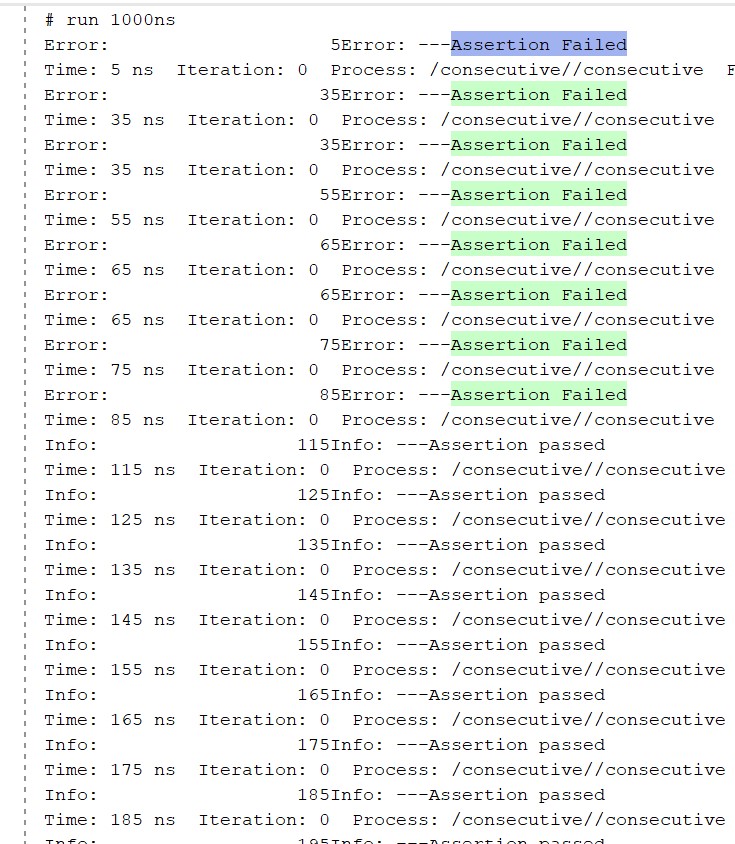 # run 1000ns
Error:                    5Error: ---Assertion Failed
Time: 5 ns  Iteration: 0  Process: /consecutive//consecutive  F
Error:                   35Error: ---Assertion Failed
Time: 35 ns  Iteration: 0  Process: /consecutive//consecutive
Error:                   35Error: ---Assertion Failed
Time: 35 ns  Iteration: 0  Process: /consecutive//consecutive
Error:                   55Error: ---Assertion Failed
Time: 55 ns  Iteration: 0  Process: /consecutive//consecutive
Error:                   65Error: ---Assertion Failed
Time: 65 ns  Iteration: 0  Process: /consecutive//consecutive
Error:                   65Error: ---Assertion Failed
Time: 65 ns  Iteration: 0  Process: /consecutive//consecutive
Error:                   75Error: ---Assertion Failed
Time: 75 ns  Iteration: 0  Process: /consecutive//consecutive
Error:                   85Error: ---Assertion Failed
Time: 85 ns  Iteration: 0  Process: /consecutive//consecutive
Info:                  115Info: ---Assertion passed
Time: 115 ns  Iteration: 0  Process: /consecutive//consecutive
Info:                  125Info: ---Assertion passed
Time: 125 ns  Iteration: 0  Process: /consecutive//consecutive
Info:                  135Info: ---Assertion passed
Time: 135 ns  Iteration: 0  Process: /consecutive//consecutive
Info:                  145Info: ---Assertion passed
Time: 145 ns  Iteration: 0  Process: /consecutive//consecutive
Info:                  155Info: ---Assertion passed
Time: 155 ns  Iteration: 0  Process: /consecutive//consecutive
Info:                  165Info: ---Assertion passed
Time: 165 ns  Iteration: 0  Process: /consecutive//consecutive
Info:                  175Info: ---Assertion passed
Time: 175 ns  Iteration: 0  Process: /consecutive//consecutive
Info:                  185Info: ---Assertion passed
Time: 185 ns  Iteration: 0  Process: /consecutive//consecutive
Info:                  195Info: ---Assertion passed